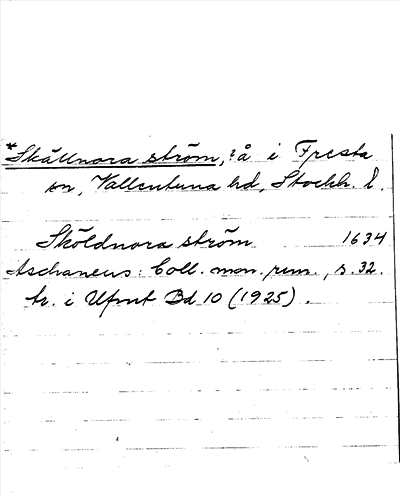 *Skällnora ström, ?å i Fresta
sn, Vallentuna hd, Stockh. l.
Sköldnora ström 1634
Aschaneus: Coll. mon. run., s. 32.
tr. i Ufmt Bd 10 (1925).